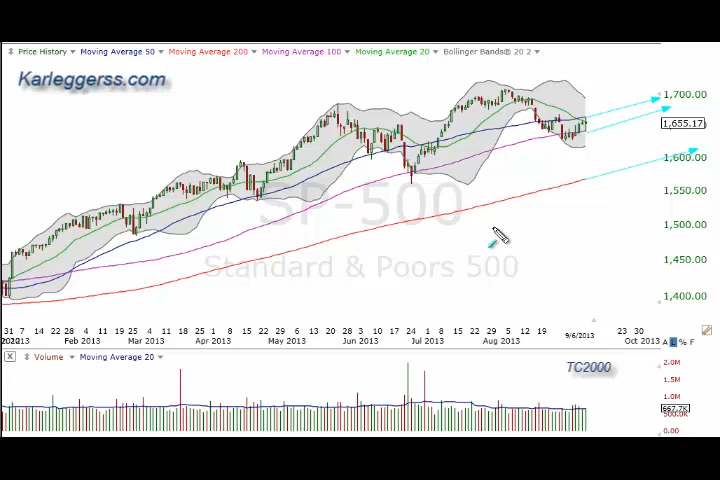 Price History Moving Average 50 Moving Average 200 Moving Average 100 Moving Average 20 Bollinger Bands® 20 2
Karleggerss.com
1,700.00
1,655.17
1,600.00
1,550.00
SP-500
1,500.00
Standard & Poors 500
1,450.00
1,400.00
31 7 14 22 28 4 11 19 25 4 11 18 25 1 8 15 22 29 6 13 20 28 3 10 17 24 1 8 15 22 29 5 12 19 9/6/2013 23 30
2013 Feb 2013 Mar 2013 Apr 2013 May 2013 Jun 2013 Jul 2013 Aug 2013 Oct 2013 A L % F
X Volume Moving Average 20
TC2000
2.0M
1.5M
1.0M
667.7K
500.0K
0.00